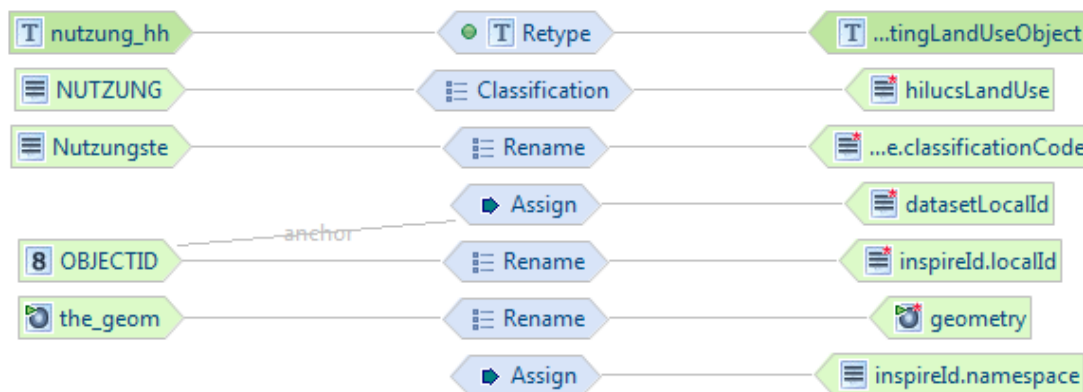 T nutzung_hh T Retype T ...tingLandUseObject
NUTZUNG Classification hilucsLandUse
Nutzungste Rename ...e.classificationCode
Assign datasetLocalId
anchor
8 OBJECTID Rename inspireId.localId
the_geom Rename geometry
Assign inspireId.namespace